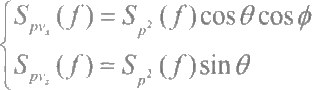 S_{pv_x}(f) = S_{p^2}(f) cos θ cos ϕ
S_{pv_z}(f) = S_{p^2}(f) sin θ